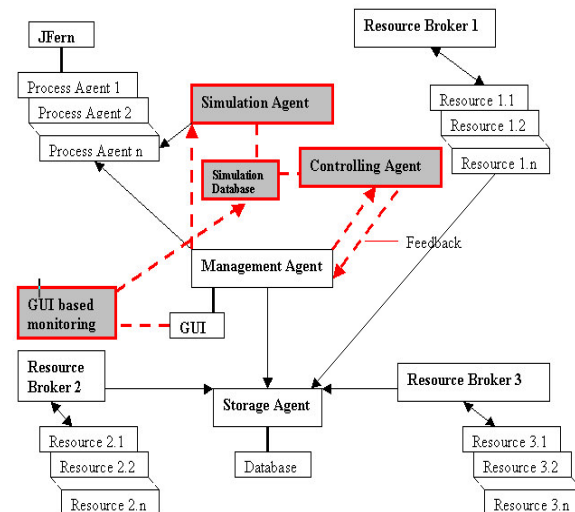 JFern
Resource Broker 1
Process Agent 1
Process Agent 2
Process Agent n
Simulation Agent
Resource 1.1
Resource 1.2
Resource 1.n
Simulation
Database
Controlling Agent
Feedback
Management Agent
GUI based
monitoring
GUI
Resource
Broker 2
Resource Broker 3
Storage Agent
Resource 2.1
Resource 2.2
Resource 2.n
Database
Resource 3.1
Resource 3.2
Resource 3.n